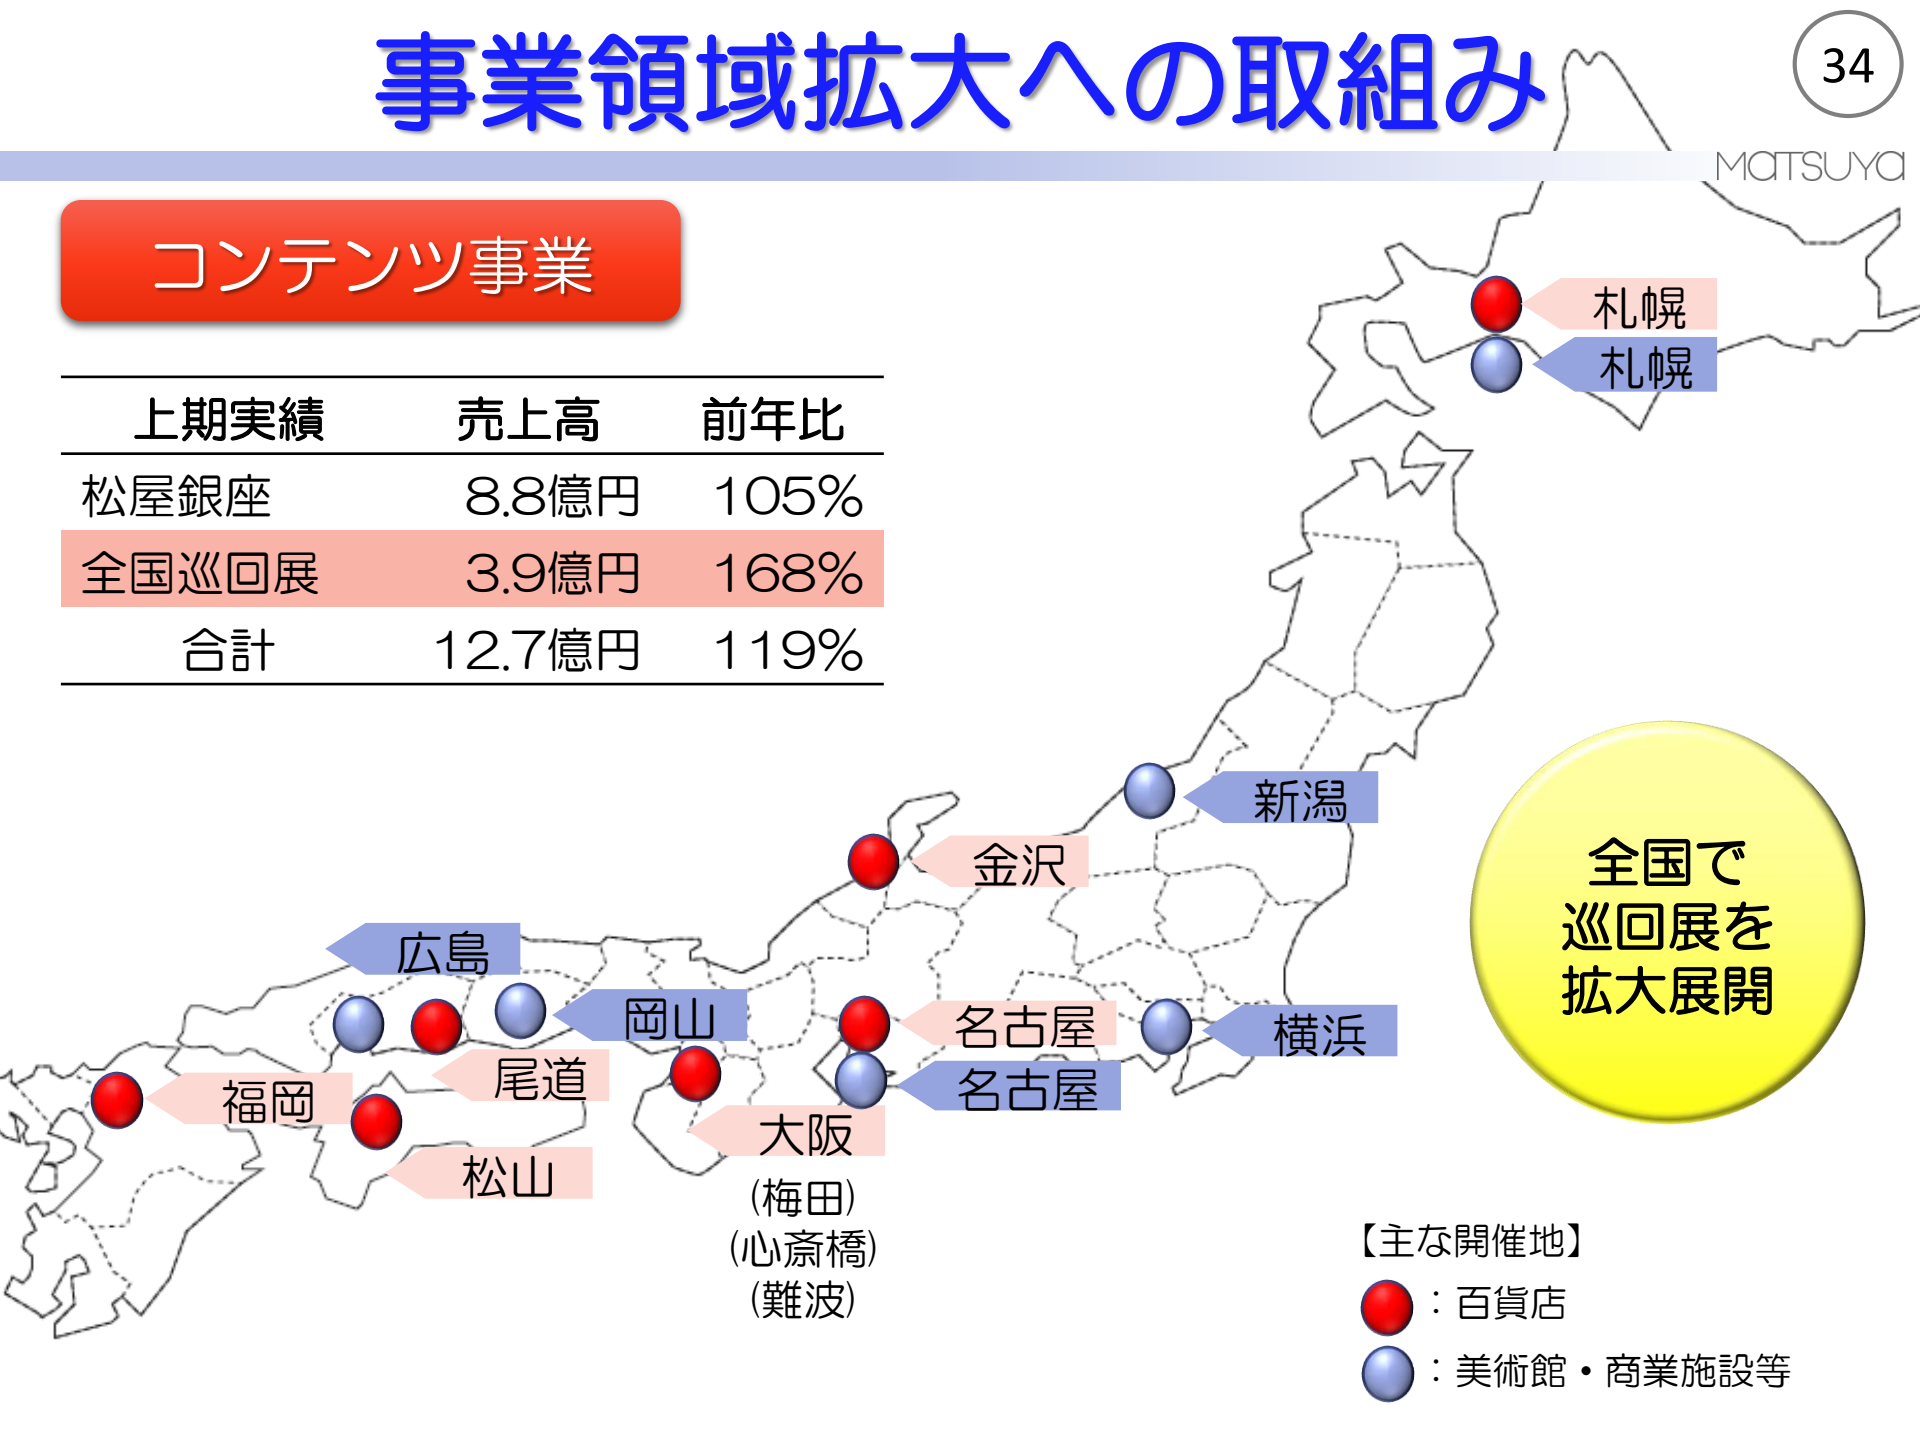 事業領域拡大への取組み
34
MATSUYA
コンテンツ事業
上期実績 売上高 前年比
松屋銀座 8.8億円 105%
全国巡回展 3.9億円 168%
合計 12.7億円 119%
札幌
札幌
新潟
金沢
広島
岡山
名古屋
横浜
尾道
福岡
名古屋
大阪
松山
(梅田)
(心斎橋)
(難波)
全国で
巡回展を
拡大展開
【主な開催地】
：百貨店
：美術館・商業施設等